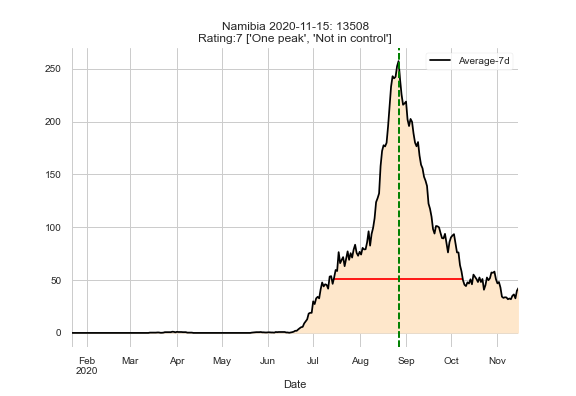 Namibia 2020-11-15: 13508
Rating:7 ['One peak', 'Not in control']
Average-7d
250
200
150
100
50
0
Feb Mar Apr May Jun Jul Aug Sep Oct Nov
2020
Date